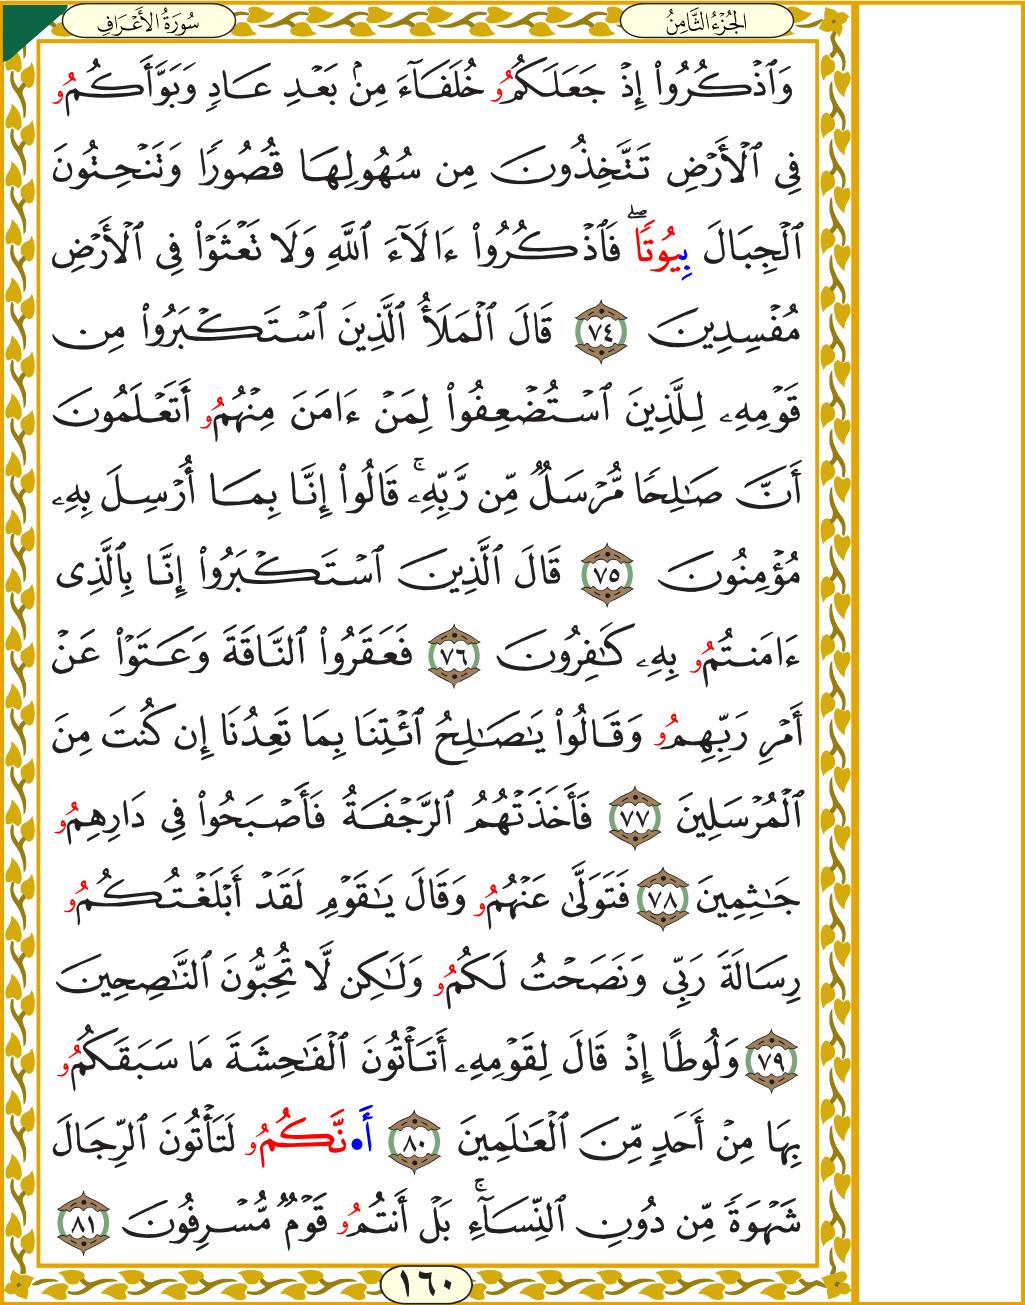 الجُزْءُ الثَّامِنُ
سُورَةُ الأَعْرَافِ
وَٱذْكُرُوا۟ إِذْ جَعَلَكُمُۥ خُلَفَآءَ مِنۢ بَعْدِ عَادٍ وَبَوَّأَكُمُۥ
فِى ٱلْأَرْضِ تَتَّخِذُونَ مِن سُهُولِهَا قُصُورًا وَتَنْحِتُونَ
ٱلْجِبَالَ بِيُوتًا ۖ فَٱذْكُرُوا۟ ءَالَآءَ ٱللَّهِ وَلَا تَعْثَوْا۟ فِى ٱلْأَرْضِ
مُفْسِدِينَ ٧٤ قَالَ ٱلْمَلَأُ ٱلَّذِينَ ٱسْتَكْبَرُوا۟ مِن
قَوْمِهِۦ لِلَّذِينَ ٱسْتُضْعِفُوا۟ لِمَنْ ءَامَنَ مِنْهُمُۥ أَتَعْلَمُونَ
أَنَّ صَـٰلِحًا مُّرْسَلٌ مِّن رَّبِّهِۦ ۚ قَالُوا۟ إِنَّا بِمَا أُرْسِلَ بِهِۦ
مُؤْمِنُونَ ٧٥ قَالَ ٱلَّذِينَ ٱسْتَكْبَرُوا۟ إِنَّا بِٱلَّذِى
ءَامَنتُمُۥ بِهِۦ كَـٰفِرُونَ ٧٦ فَعَقَرُوا۟ ٱلنَّاقَةَ وَعَتَوْا۟ عَنْ
أَمْرِ رَبِّهِمُۥ وَقَالُوا۟ يَـٰصَـٰلِحُ ٱئْتِنَا بِمَا تَعِدُنَا إِن كُنتَ مِنَ
ٱلْمُرْسَلِينَ ٧٧ فَأَخَذَتْهُمُ ٱلرَّجْفَةُ فَأَصْبَحُوا۟ فِى دَارِهِمُۥ
جَـٰثِمِينَ ٧٨ فَتَوَلَّىٰ عَنْهُمُۥ وَقَالَ يَـٰقَوْمِ لَقَدْ أَبْلَغْتُكُمُۥ
رِسَالَةَ رَبِّى وَنَصَحْتُ لَكُمُۥ وَلَـٰكِن لَّا تُحِبُّونَ ٱلنَّـٰصِحِينَ
٧٩ وَلُوطًا إِذْ قَالَ لِقَوْمِهِۦ أَتَأْتُونَ ٱلْفَـٰحِشَةَ مَا سَبَقَكُمُۥ
بِهَا مِنْ أَحَدٍ مِّنَ ٱلْعَـٰلَمِينَ ٨٠ أَ•نَّكُمُۥ لَتَأْتُونَ ٱلرِّجَالَ
شَهْوَةً مِّن دُونِ ٱلنِّسَآءِ ۚ بَلْ أَنتُمُۥ قَوْمٌ مُّسْرِفُونَ ٨١
١٦٠